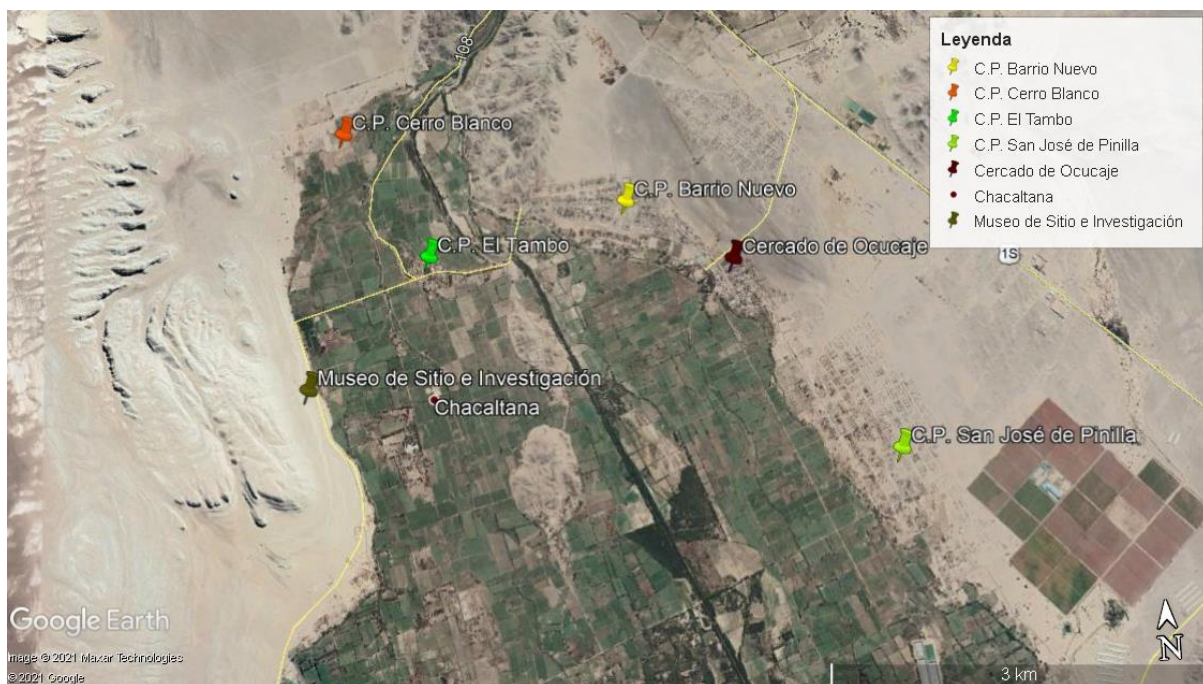 Leyenda
C.P. Barrio Nuevo
C.P. Cerro Blanco
C.P. El Tambo
C.P. San José de Pinilla
Cercado de Ocucaje
Chacaltana
Museo de Sitio e Investigación
108
C.P. Cerro Blanco
C.P. Barrio Nuevo
C.P. El Tambo
Cercado de Ocucaje
1S
Museo de Sitio e Investigación
Chacaltana
C.P. San José de Pinilla
Google Earth
Image © 2021 Maxar Technologies
© 2021 Google
N
3 km